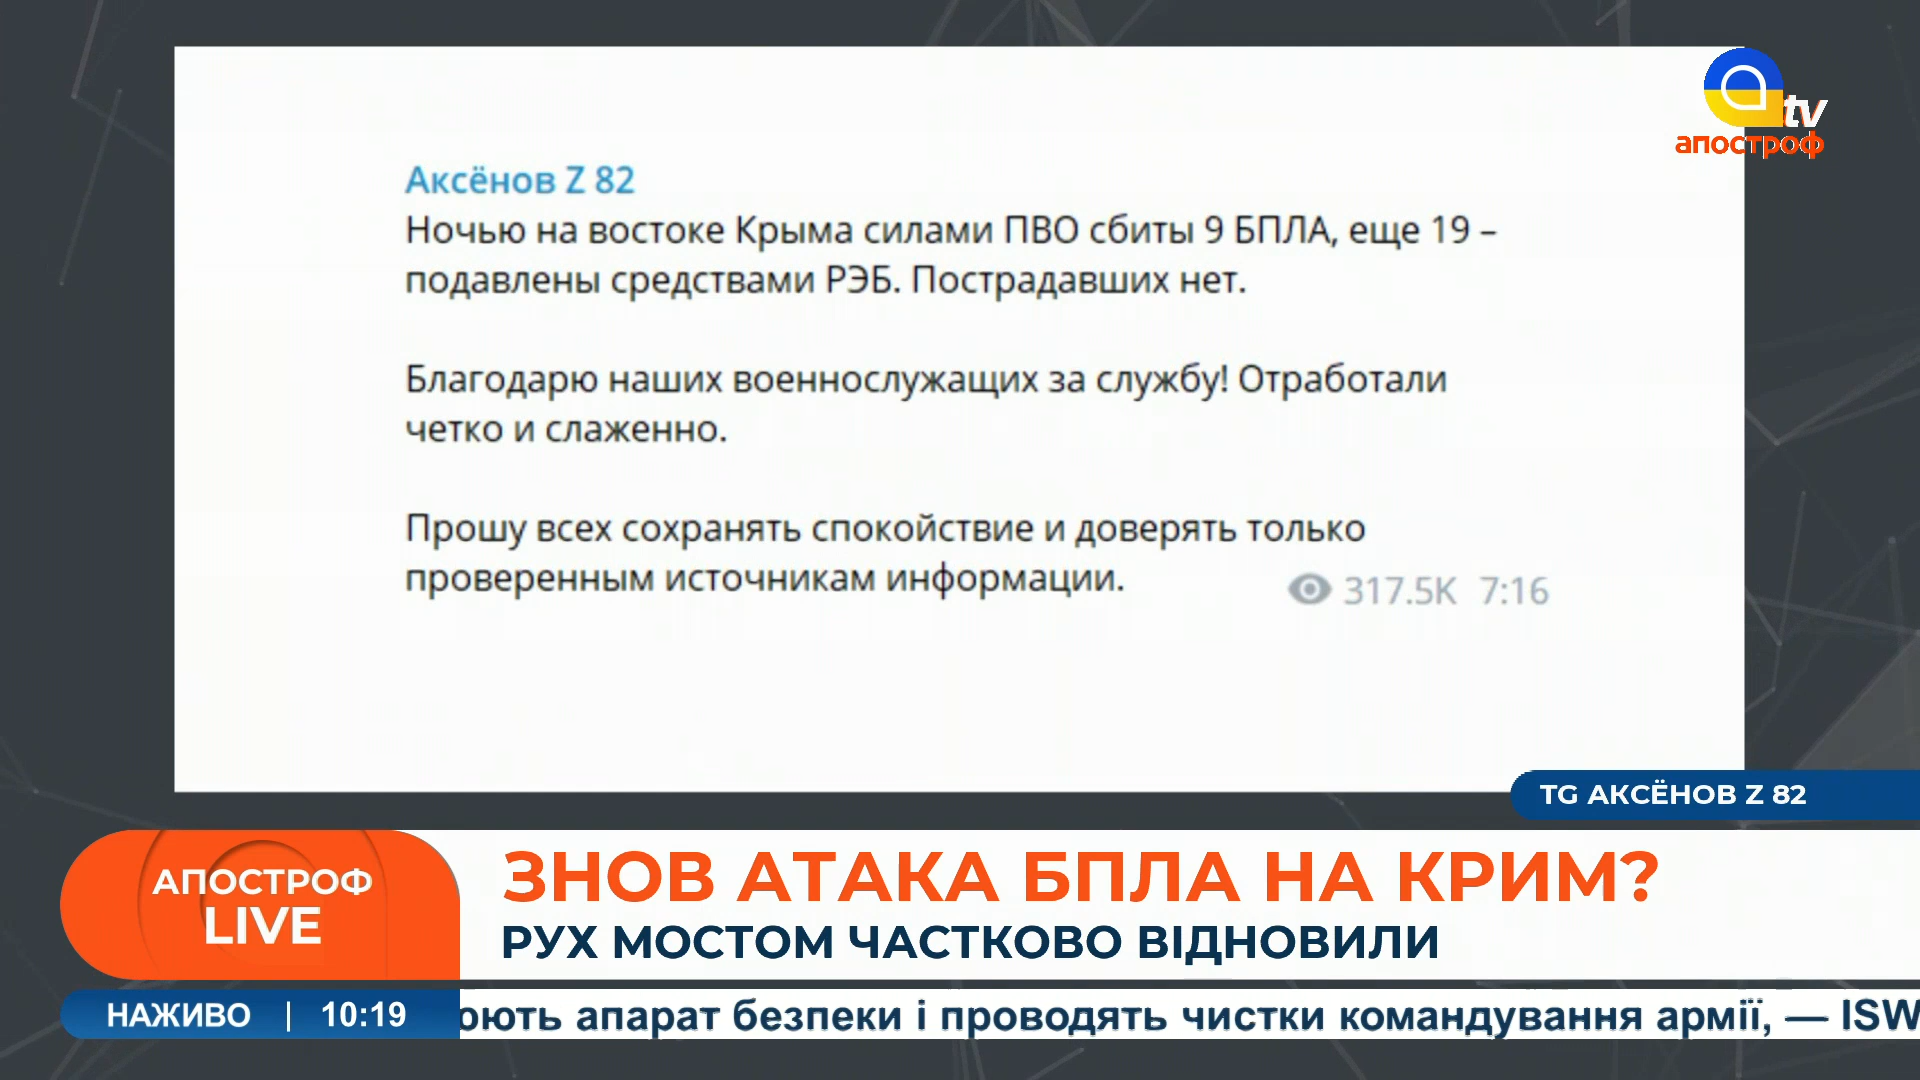 tv
апостроф
Аксёнов Z 82
Ночью на востоке Крыма силами ПВО сбиты 9 БПЛА, еще 19 –
подавлены средствами РЭБ. Пострадавших нет.
Благодарю наших военнослужащих за службу! Отработали
четко и слаженно.
Прошу всех сохранять спокойствие и доверять только
проверенным источникам информации.
317.5K 7:16
TG АКСЁНОВ Z 82
АПОСТРОФ
LIVE
ЗНОВ АТАКА БПЛА НА КРИМ?
РУХ МОСТОМ ЧАСТКОВО ВІДНОВИЛИ
НАЖИВО | 10:19
юють апарат безпеки і проводять чистки командування армії, — ISW